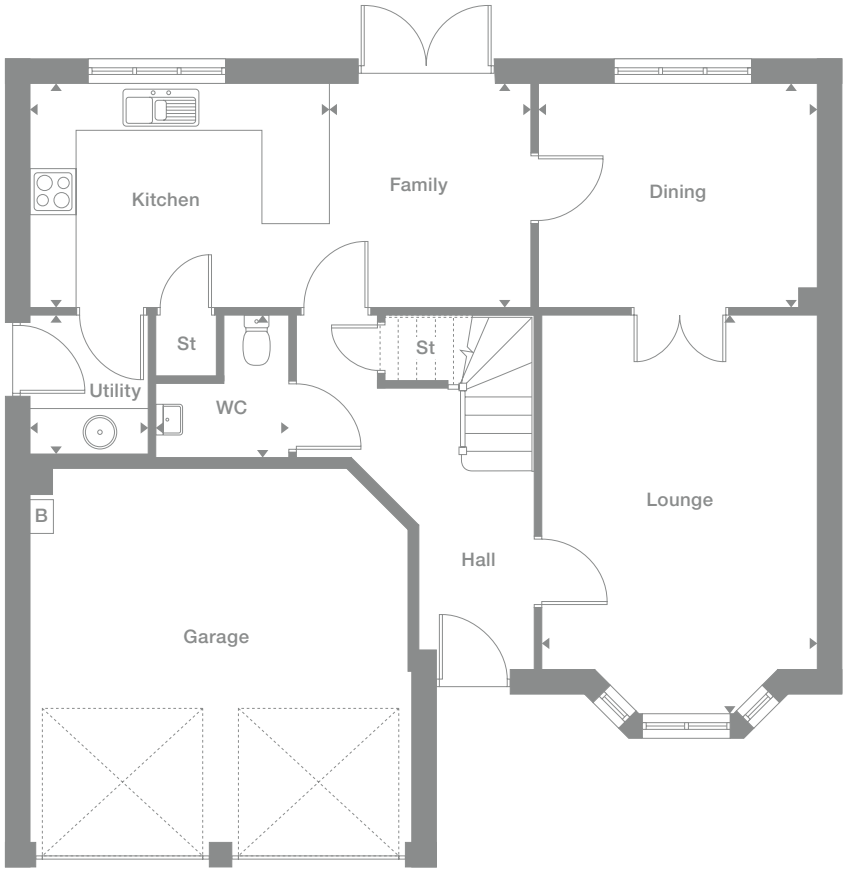 Family
Dining
Kitchen
St
St
Utility
WC
Lounge
B
Hall
Garage